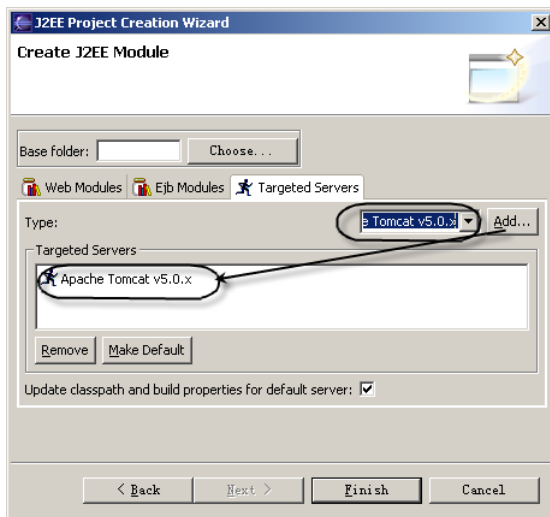 J2EE Project Creation Wizard
Create J2EE Module
Base folder: Choose...
Web Modules Ejb Modules Targeted Servers
Type: e Tomcat v5.0.x Add...
Targeted Servers
Apache Tomcat v5.0.x
Remove Make Default
Update classpath and build properties for default server:
< Back Next > Finish Cancel